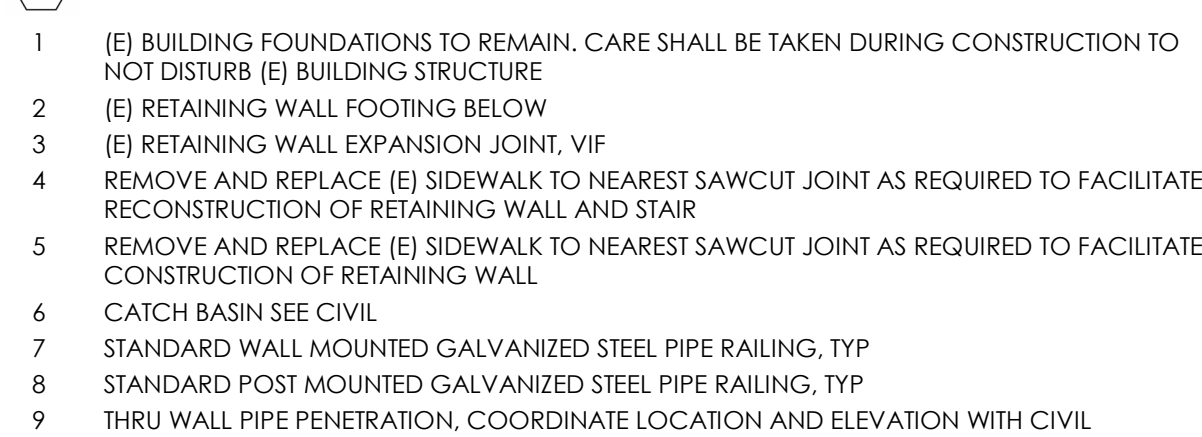 1 (E) BUILDING FOUNDATIONS TO REMAIN. CARE SHALL BE TAKEN DURING CONSTRUCTION TO
NOT DISTURB (E) BUILDING STRUCTURE
2 (E) RETAINING WALL FOOTING BELOW
3 (E) RETAINING WALL EXPANSION JOINT, VIF
4 REMOVE AND REPLACE (E) SIDEWALK TO NEAREST SAWCUT JOINT AS REQUIRED TO FACILITATE
RECONSTRUCTION OF RETAINING WALL AND STAIR
5 REMOVE AND REPLACE (E) SIDEWALK TO NEAREST SAWCUT JOINT AS REQUIRED TO FACILITATE
CONSTRUCTION OF RETAINING WALL
6 CATCH BASIN SEE CIVIL
7 STANDARD WALL MOUNTED GALVANIZED STEEL PIPE RAILING, TYP
8 STANDARD POST MOUNTED GALVANIZED STEEL PIPE RAILING, TYP
9 THRU WALL PIPE PENETRATION, COORDINATE LOCATION AND ELEVATION WITH CIVIL